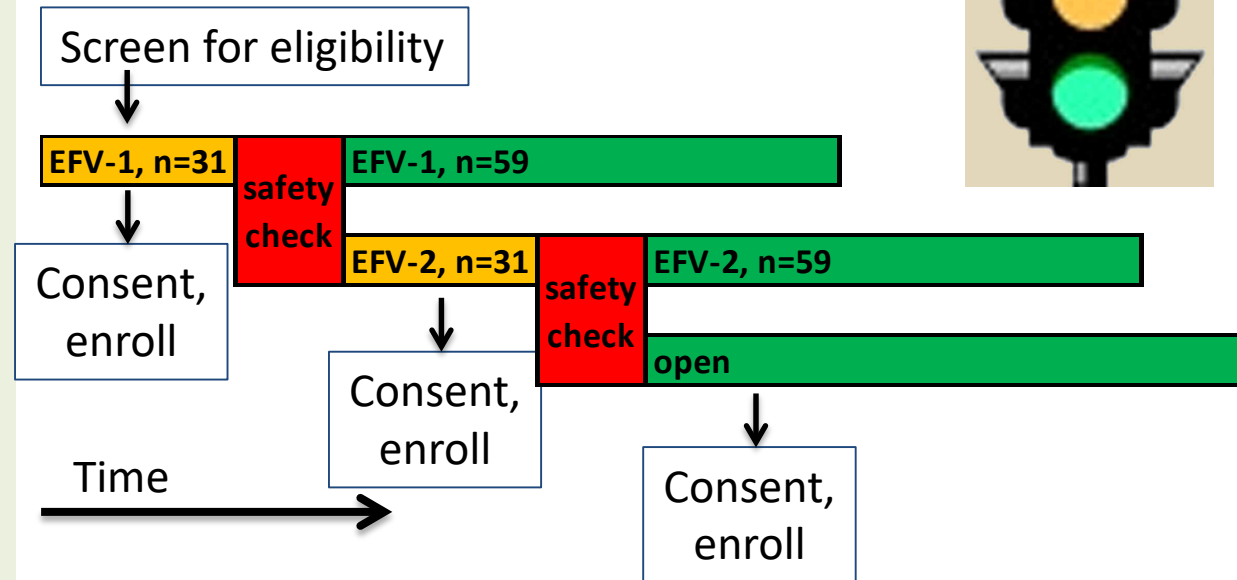 Screen for eligibility
EFV-1, n=31
safety
check
EFV-1, n=59
Consent,
enroll
EFV-2, n=31
safety
check
EFV-2, n=59
open
Consent,
enroll
Time
Consent,
enroll